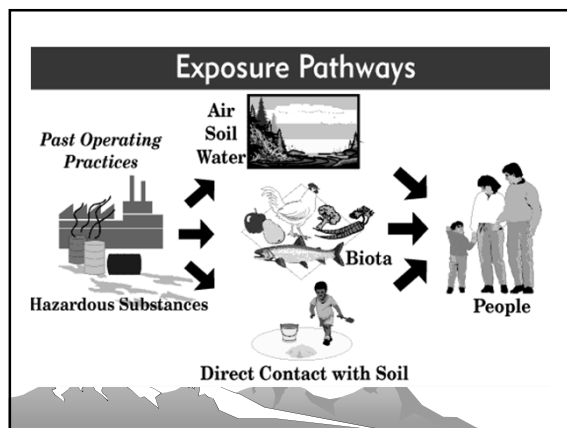 Exposure Pathways
Past Operating
Practices
Hazardous Substances
Air
Soil
Water
Biota
Direct Contact with Soil
People